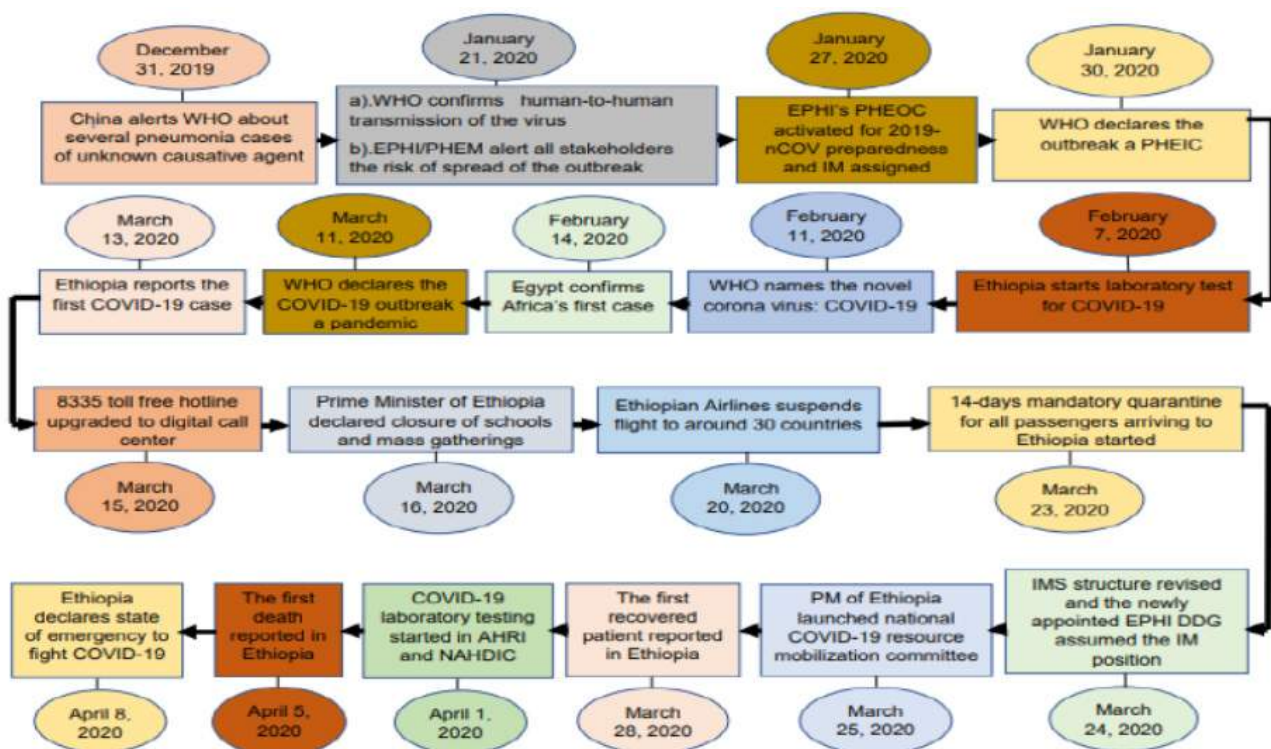 December
31, 2019
China alerts WHO about
several pneumonia cases
of unknown causative agent
January
21, 2020
a).WHO confirms human-to-human
transmission of the virus
b).EPHI/PHEM alert all stakeholders
the risk of spread of the outbreak
January
27, 2020
EPHI's PHEOC
activated for 2019-
nCOV preparedness
and IM assigned
January
30, 2020
WHO declares the
outbreak a PHEIC
February
7, 2020
Ethiopia starts laboratory test
for COVID-19
February
11, 2020
WHO names the novel
corona virus: COVID-19
February
14, 2020
Egypt confirms
Africa's first case
March
11, 2020
WHO declares the
COVID-19 outbreak
a pandemic
March
13, 2020
Ethiopia reports the
first COVID-19 case
8335 toll free hotline
upgraded to digital call
center
March
15, 2020
Prime Minister of Ethiopia
declared closure of schools
and mass gatherings
March
16, 2020
Ethiopian Airlines suspends
flight to around 30 countries
March
20, 2020
14-days mandatory quarantine
for all passengers arriving to
Ethiopia started
March
23, 2020
IMS structure revised
and the newly
appointed EPHI DDG
assumed the IM
position
March
24, 2020
PM of Ethiopia
launched national
COVID-19 resource
mobilization committee
March
25, 2020
The first
recovered
patient reported
in Ethiopia
March
28, 2020
COVID-19
laboratory testing
started in AHRI
and NAHDIC
April 1,
2020
The first
death
reported in
Ethiopia
April 5,
2020
Ethiopia
declares state
of emergency to
fight COVID-19
April 8,
2020